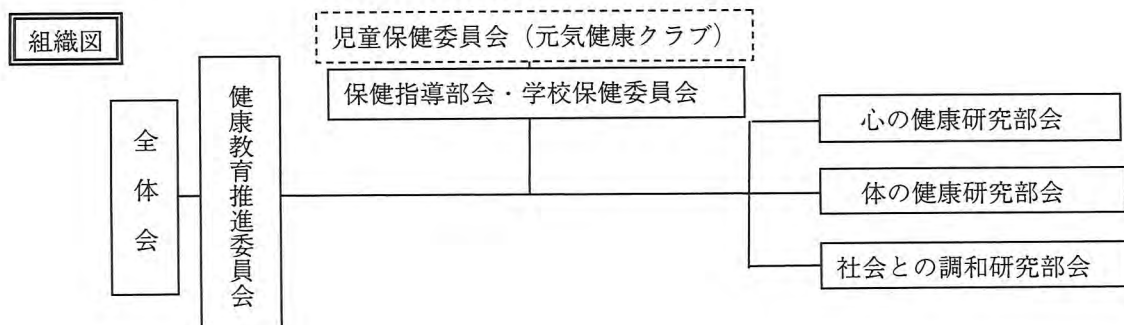 組織図
児童保健委員会(元気健康クラブ)
保健指導部会・学校保健委員会
全体会
健康教育推進委員会
心の健康研究部会
体の健康研究部会
社会との調和研究部会